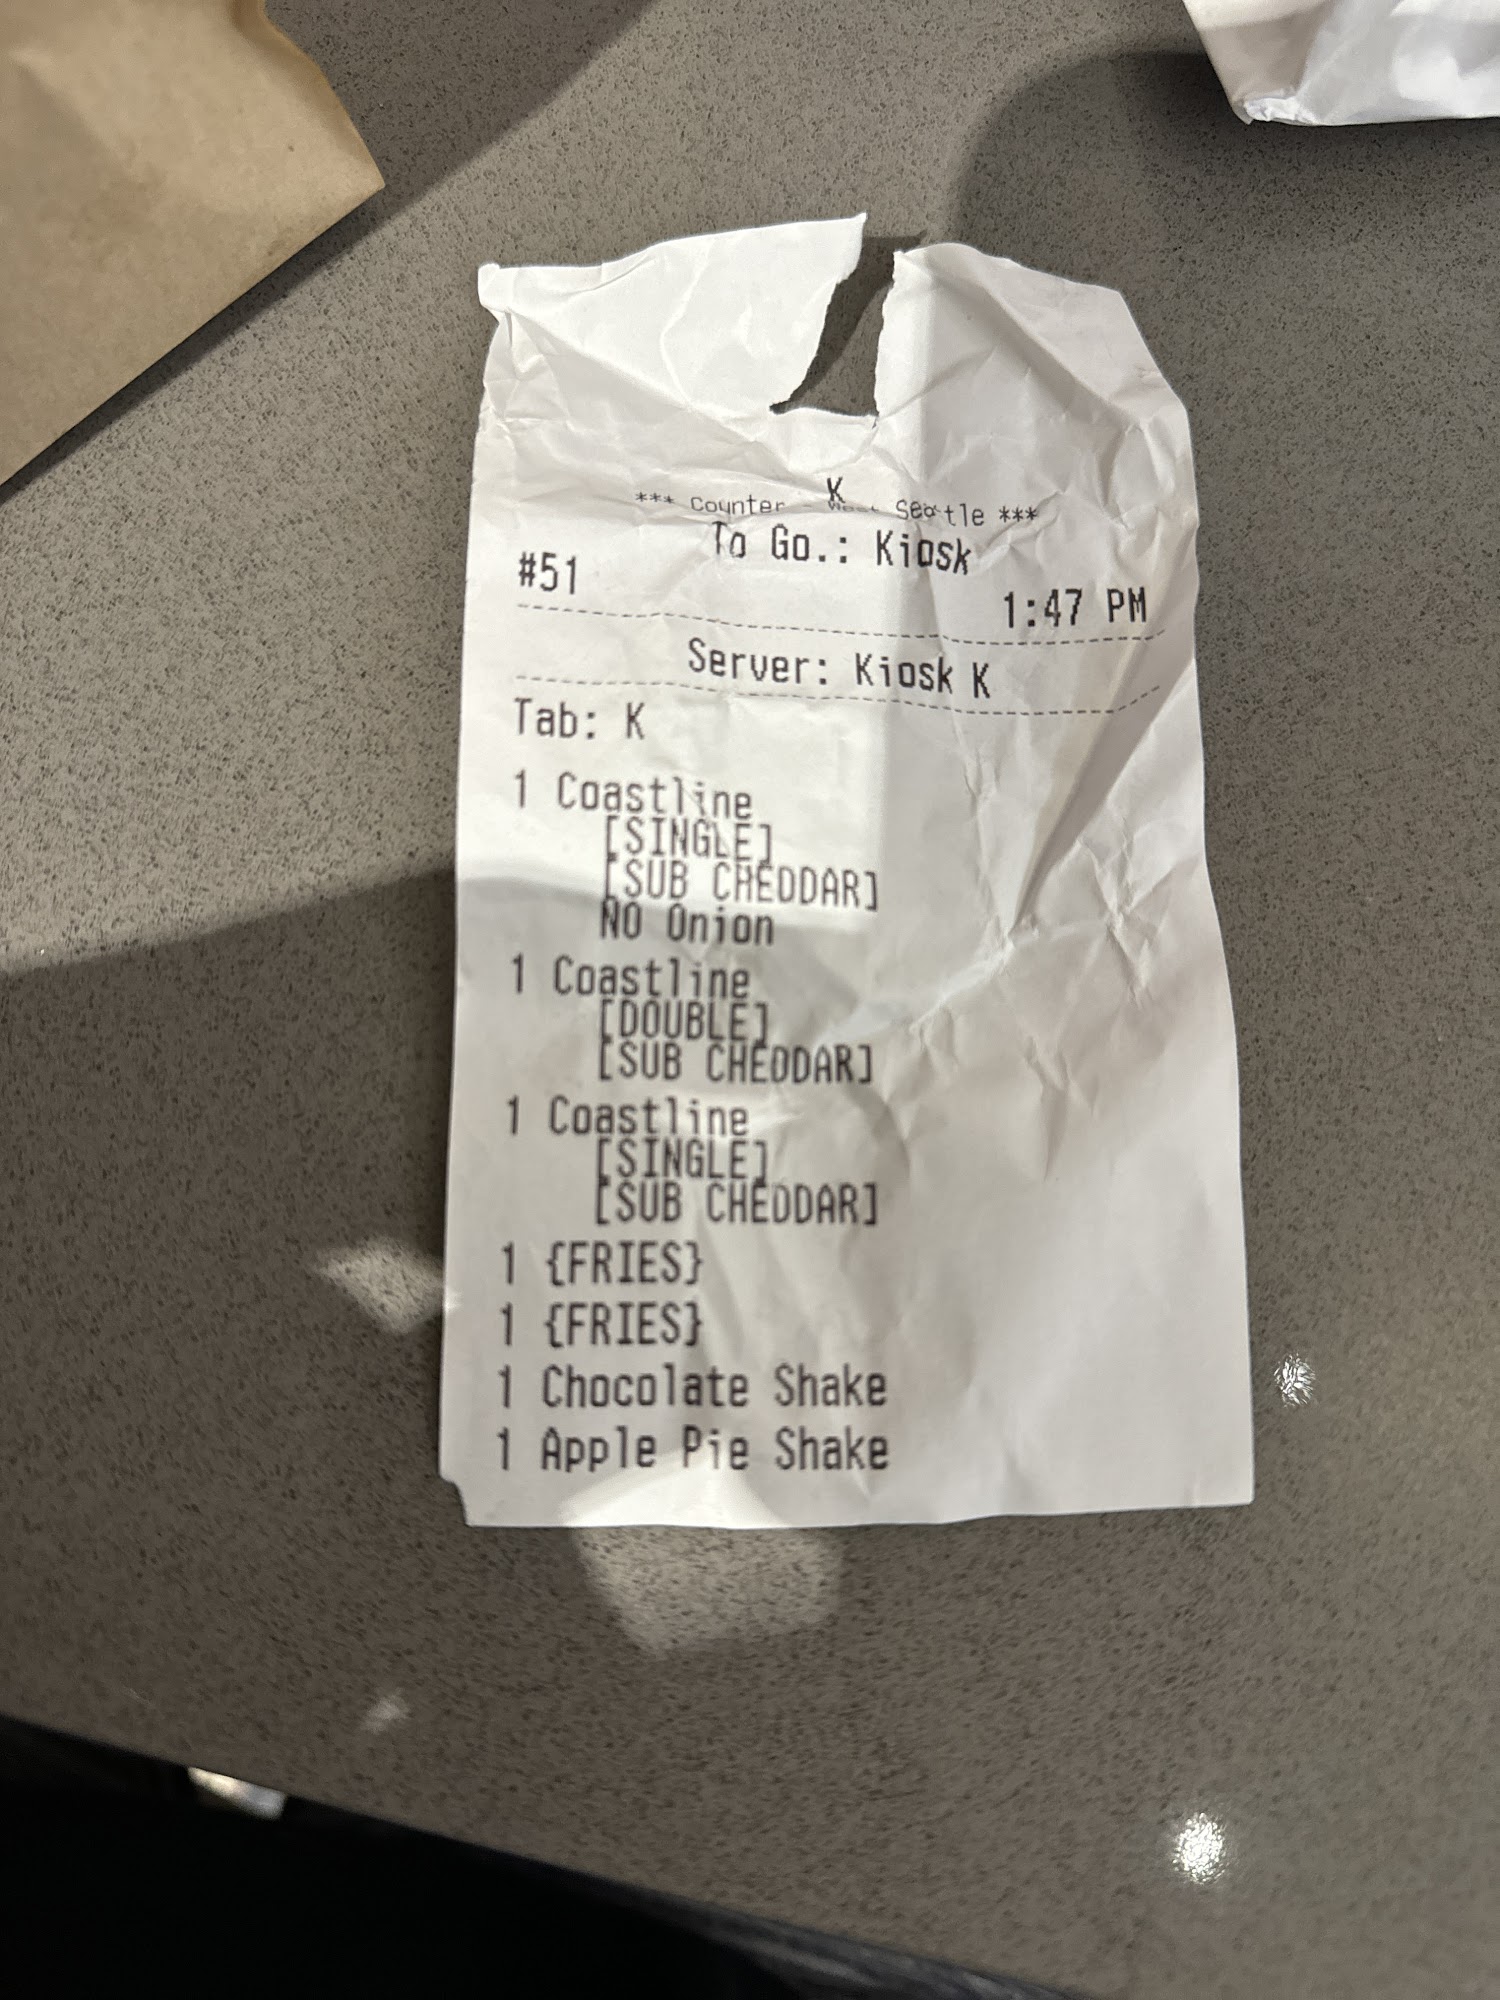 K
*** Counter - West Seattle ***
To Go.: Kiosk
#51
1:47 PM
Server: Kiosk K
Tab: K
1 Coastline
[SINGLE]
[SUB CHEDDAR]
NO Onion
1 Coastline
[DOUBLE]
[SUB CHEDDAR]
1 Coastline
[SINGLE]
[SUB CHEDDAR]
1 {FRIES}
1 {FRIES}
1 Chocolate Shake
1 Apple Pie Shake